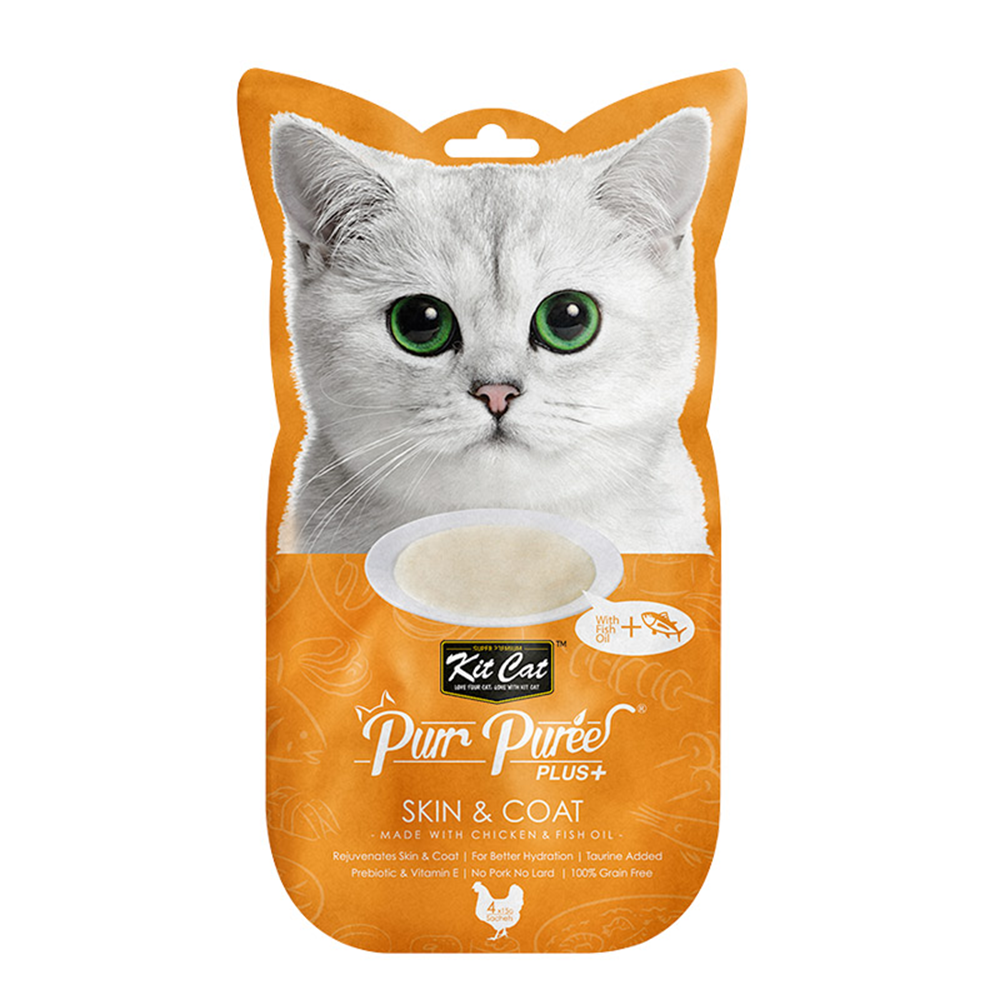 With
Fish
Oil +
SUPER PREMIUM
Kit Cat ™
LOVE YOUR CAT, LOVE WITH KIT CAT
Purr Purée ®
PLUS+
SKIN & COAT
- MADE WITH CHICKEN & FISH OIL -
Rejuvenates Skin & Coat | For Better Hydration | Taurine Added
Prebiotic & Vitamin E | No Pork No Lard | 100% Grain Free
4 x15g
Sachets